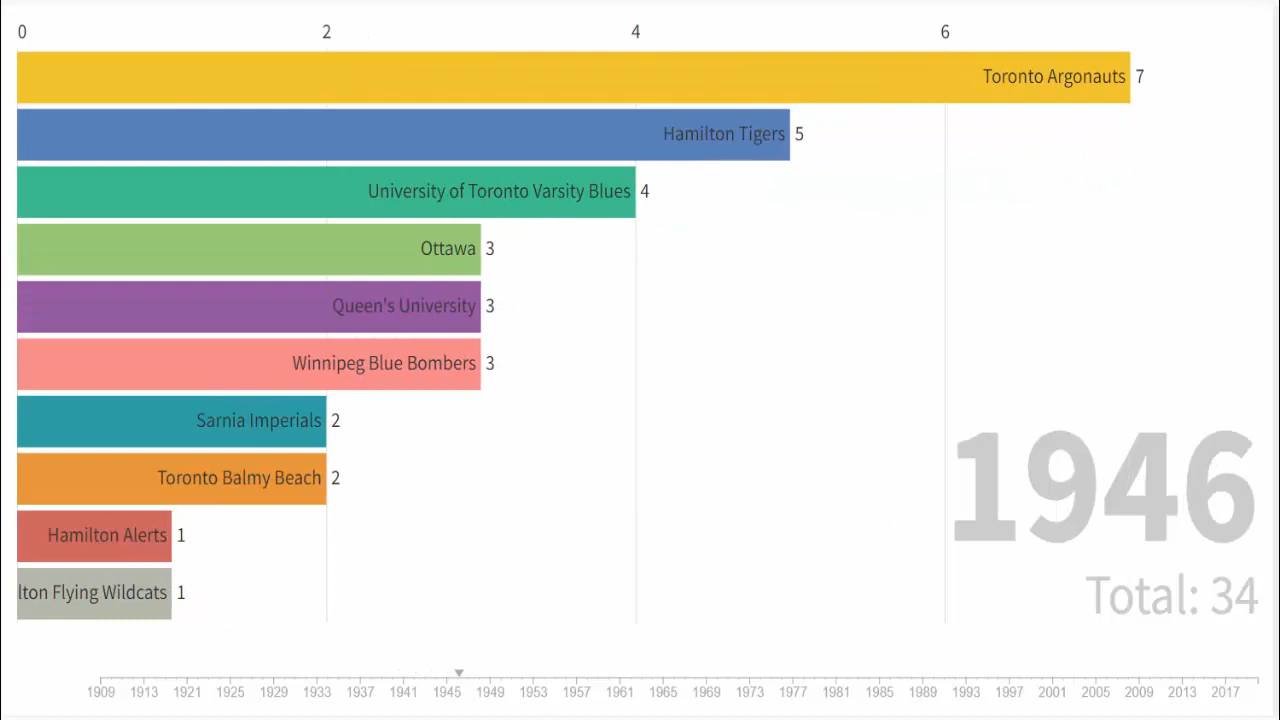 0 2 4 6
Toronto Argonauts 7
Hamilton Tigers 5
University of Toronto Varsity Blues 4
Ottawa 3
Queen's University 3
Winnipeg Blue Bombers 3
Sarnia Imperials 2
Toronto Balmy Beach 2
Hamilton Alerts 1
lton Flying Wildcats 1
1946
Total: 34
1909 1913 1921 1925 1929 1933 1937 1941 1945 1949 1953 1957 1961 1965 1969 1973 1977 1981 1985 1989 1993 1997 2001 2005 2009 2013 2017